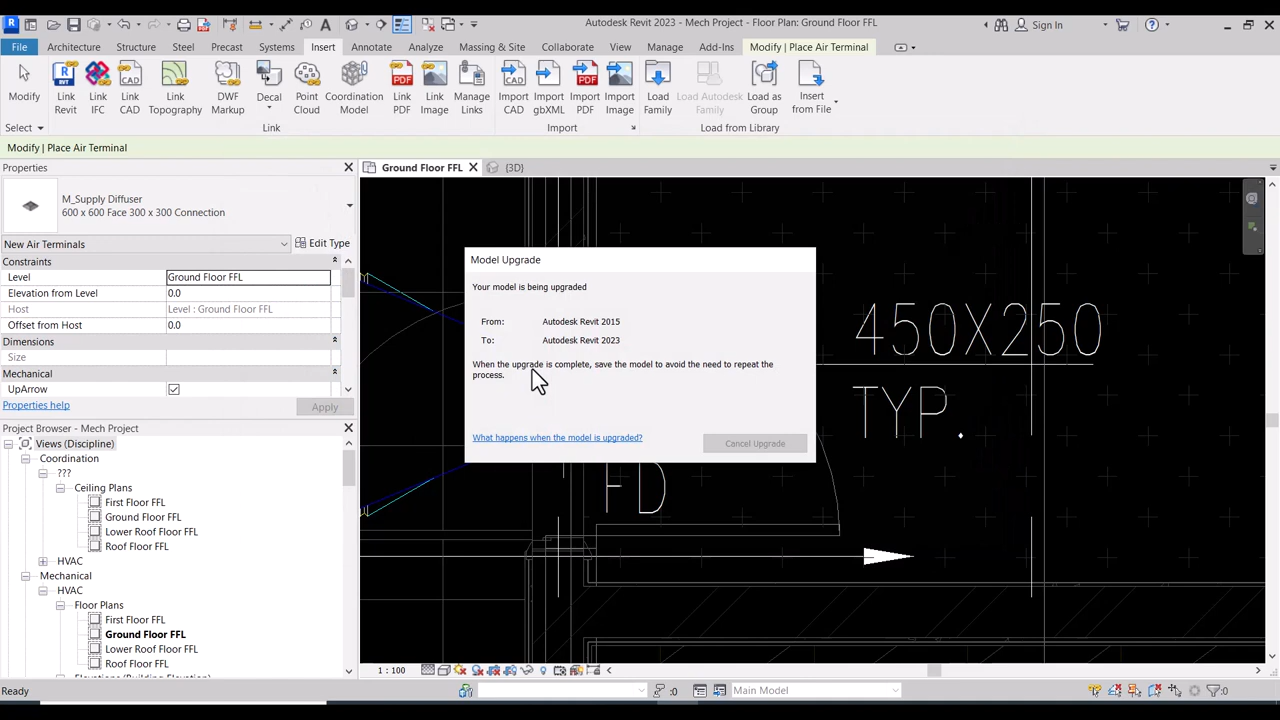 Autodesk Revit 2023 - Mech Project - Floor Plan: Ground Floor FFL
Sign In
File Architecture Structure Steel Precast Systems Insert Annotate Analyze Massing & Site Collaborate View Manage Add-Ins Modify | Place Air Terminal
Modify
Link Revit
Link IFC
Link CAD
Link Topography
DWF Markup
Decal
Point Cloud
Coordination Model
Link PDF
Link Image
Manage Links
Import CAD
Import gbXML
Import PDF
Import Image
Load Family
Load Autodesk Family
Load as Group
Insert from File
Select Link Import Load from Library
Modify | Place Air Terminal
Properties
Ground Floor FFL
{3D}
M_Supply Diffuser
600 x 600 Face 300 x 300 Connection
New Air Terminals
Edit Type
Constraints
Level Ground Floor FFL
Elevation from Level 0.0
Host Level : Ground Floor FFL
Offset from Host 0.0
Dimensions
Size
Mechanical
UpArrow
Properties help
Apply
Project Browser - Mech Project
Views (Discipline)
Coordination
???
Ceiling Plans
First Floor FFL
Ground Floor FFL
Lower Roof Floor FFL
Roof Floor FFL
HVAC
Mechanical
HVAC
Floor Plans
First Floor FFL
Ground Floor FFL
Lower Roof Floor FFL
Roof Floor FFL
Model Upgrade
Your model is being upgraded
From: Autodesk Revit 2015
To: Autodesk Revit 2023
When the upgrade is complete, save the model to avoid the need to repeat the
process.
What happens when the model is upgraded?
Cancel Upgrade
450X250
TYP.
FD
1 : 100
Ready
:0
Main Model
:0